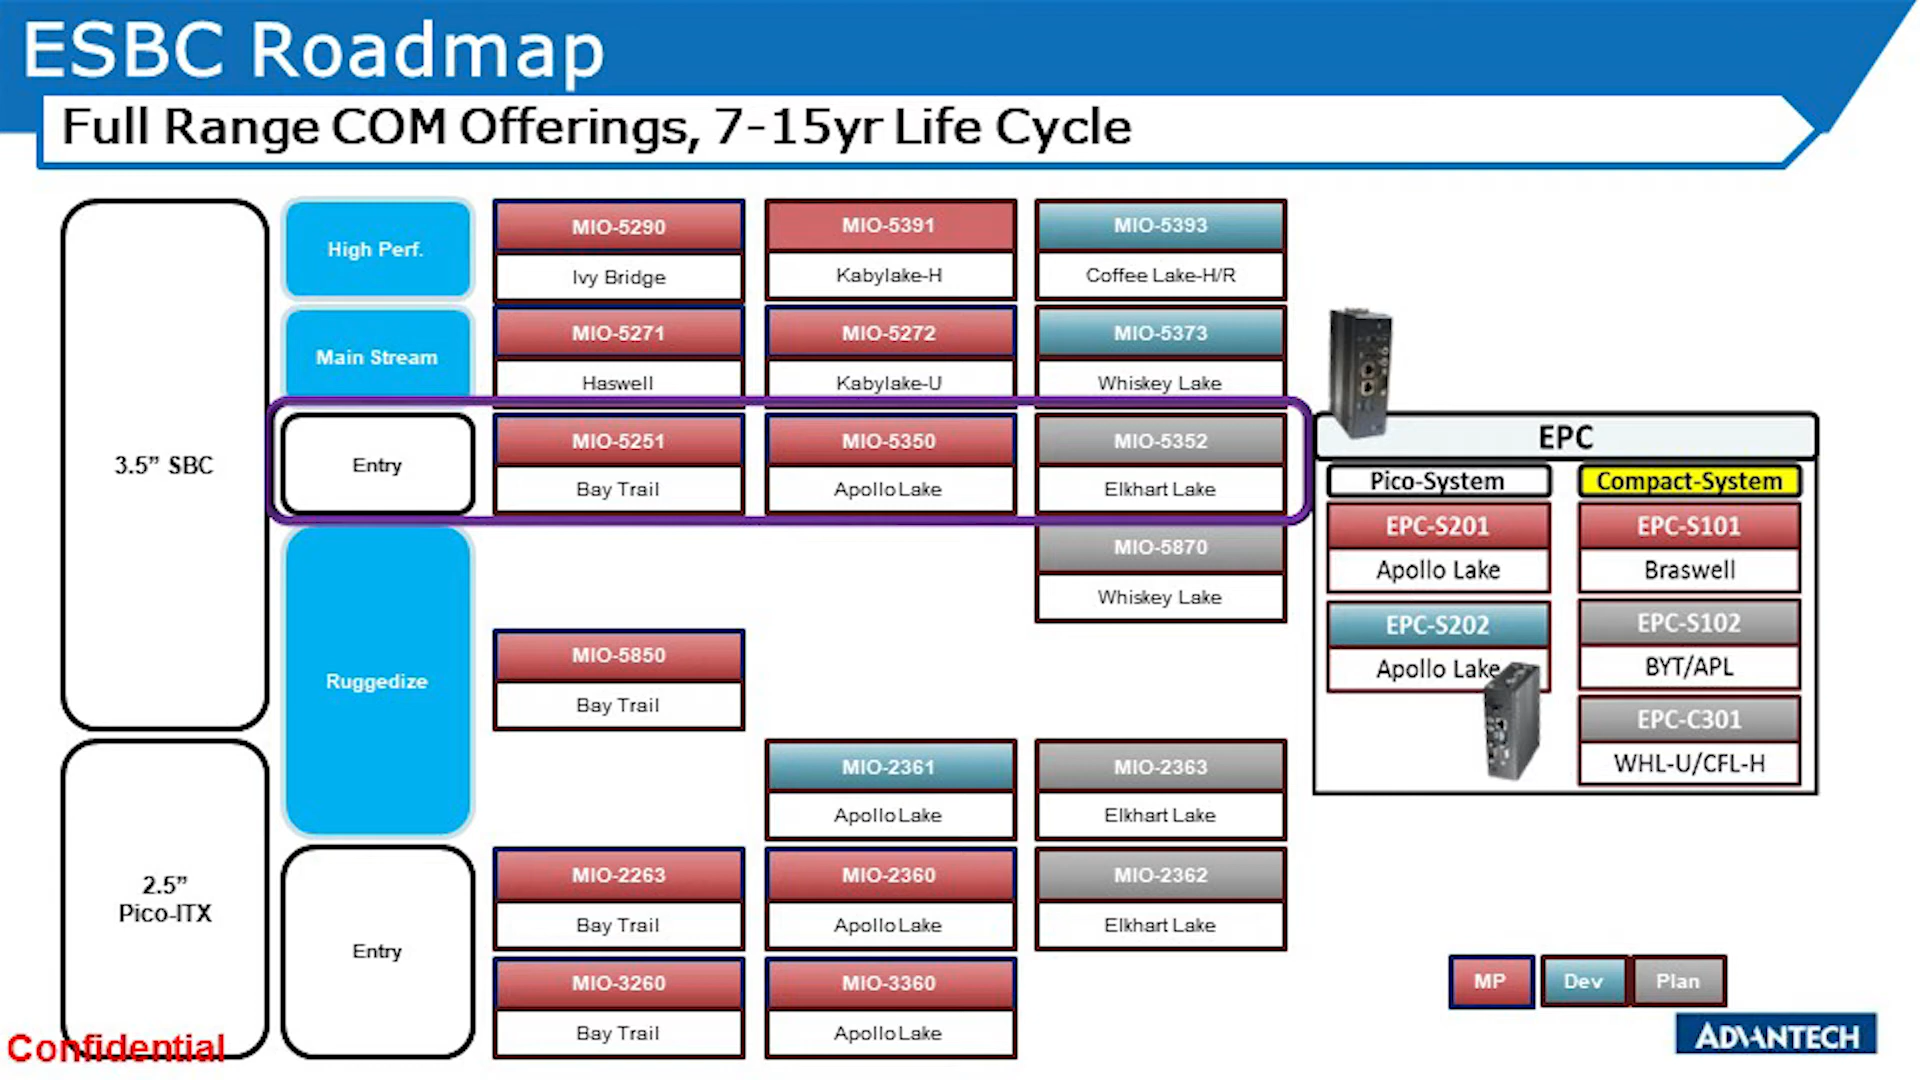 ESBC Roadmap
Full Range COM Offerings, 7-15yr Life Cycle
3.5” SBC
High Perf.
MIO-5290
Ivy Bridge
MIO-5391
Kabylake-H
MIO-5393
Coffee Lake-H/R
Main Stream
MIO-5271
Haswell
MIO-5272
Kabylake-U
MIO-5373
Whiskey Lake
Entry
MIO-5251
Bay Trail
MIO-5350
Apollo Lake
MIO-5352
Elkhart Lake
Ruggedize
MIO-5870
Whiskey Lake
MIO-5850
Bay Trail
MIO-2361
Apollo Lake
MIO-2363
Elkhart Lake
2.5”
Pico-ITX
Entry
MIO-2263
Bay Trail
MIO-2360
Apollo Lake
MIO-2362
Elkhart Lake
MIO-3260
Bay Trail
MIO-3360
Apollo Lake
EPC
Pico-System
EPC-S201
Apollo Lake
EPC-S202
Apollo Lake
Compact-System
EPC-S101
Braswell
EPC-S102
BYT/APL
EPC-C301
WHL-U/CFL-H
MP
Dev
Plan
ADVANTECH
Confidential